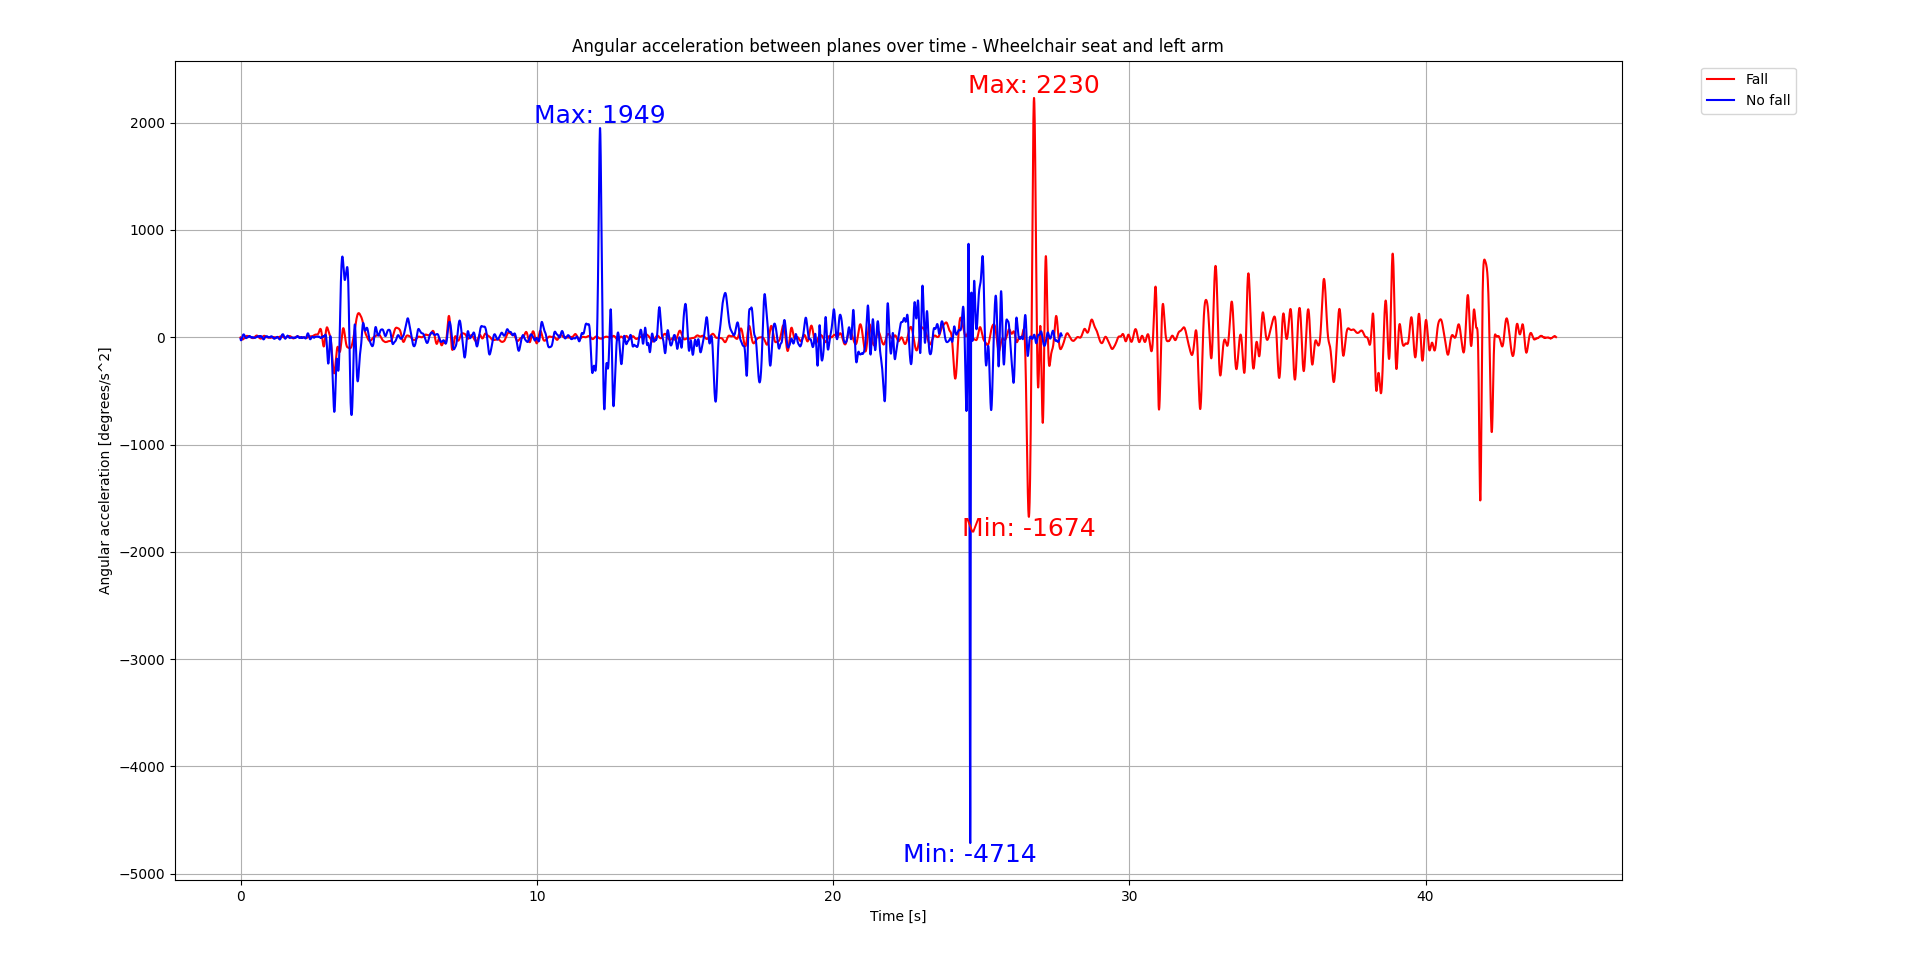 Angular acceleration between planes over time - Wheelchair seat and left arm
Fall
No fall
Max: 2230
Max: 1949
Min: -1674
Min: -4714
2000
1000
0
−1000
−2000
−3000
−4000
−5000
Angular acceleration [degrees/s^2]
0
10
20
30
40
Time [s]